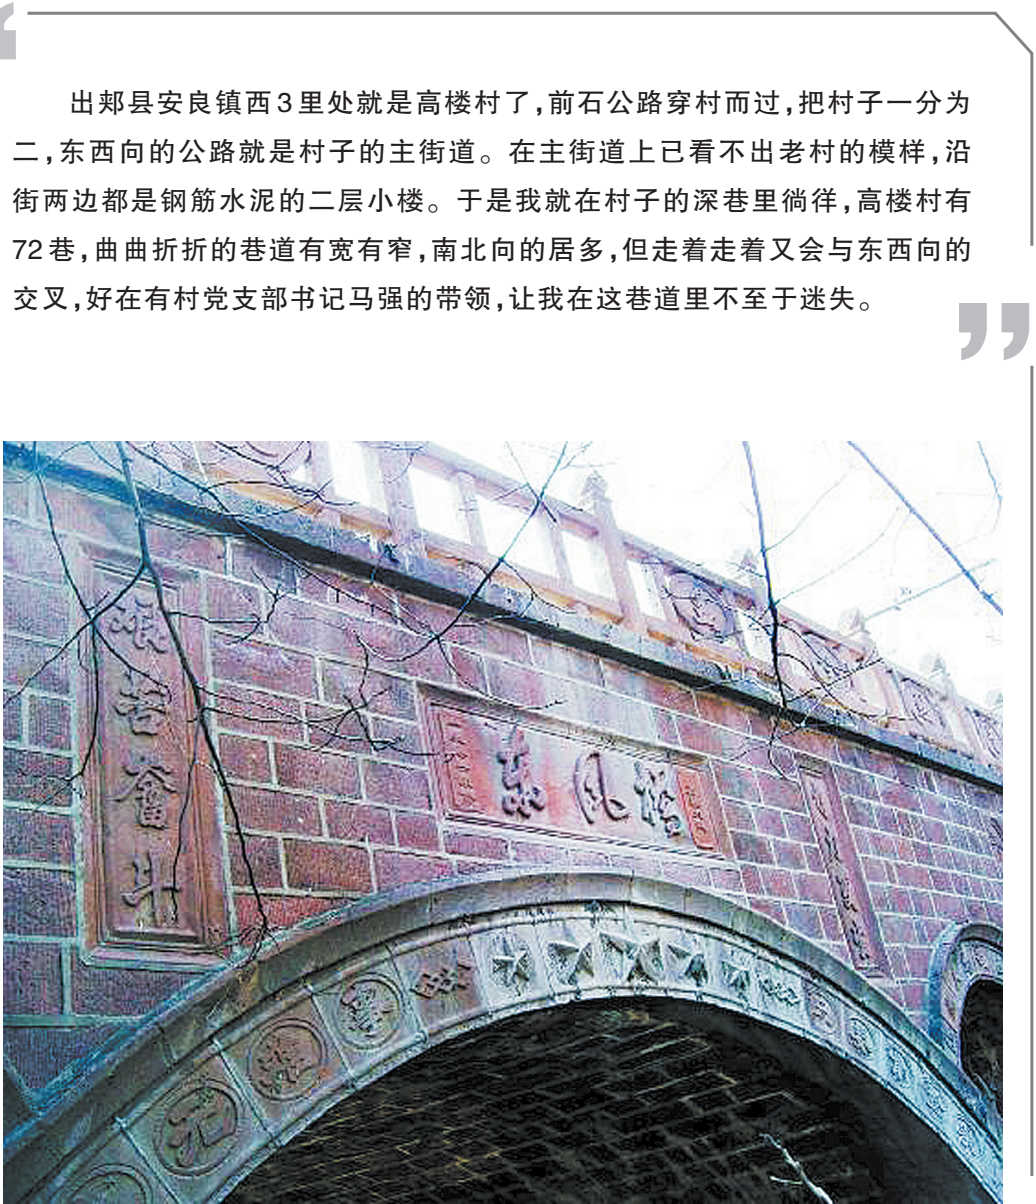 出郏县安良镇西3里处就是高楼村了,前石公路穿村而过,把村子一分为
二,东西向的公路就是村子的主街道。在主街道上已看不出老村的模样,沿
街两边都是钢筋水泥的二层小楼。于是我就在村子的深巷里徜徉,高楼村有
72巷,曲曲折折的巷道有宽有窄,南北向的居多,但走着走着又会与东西向的
交叉,好在有村党支部书记马强的带领,让我在这巷道里不至于迷失。
艰苦奋斗
东风桥